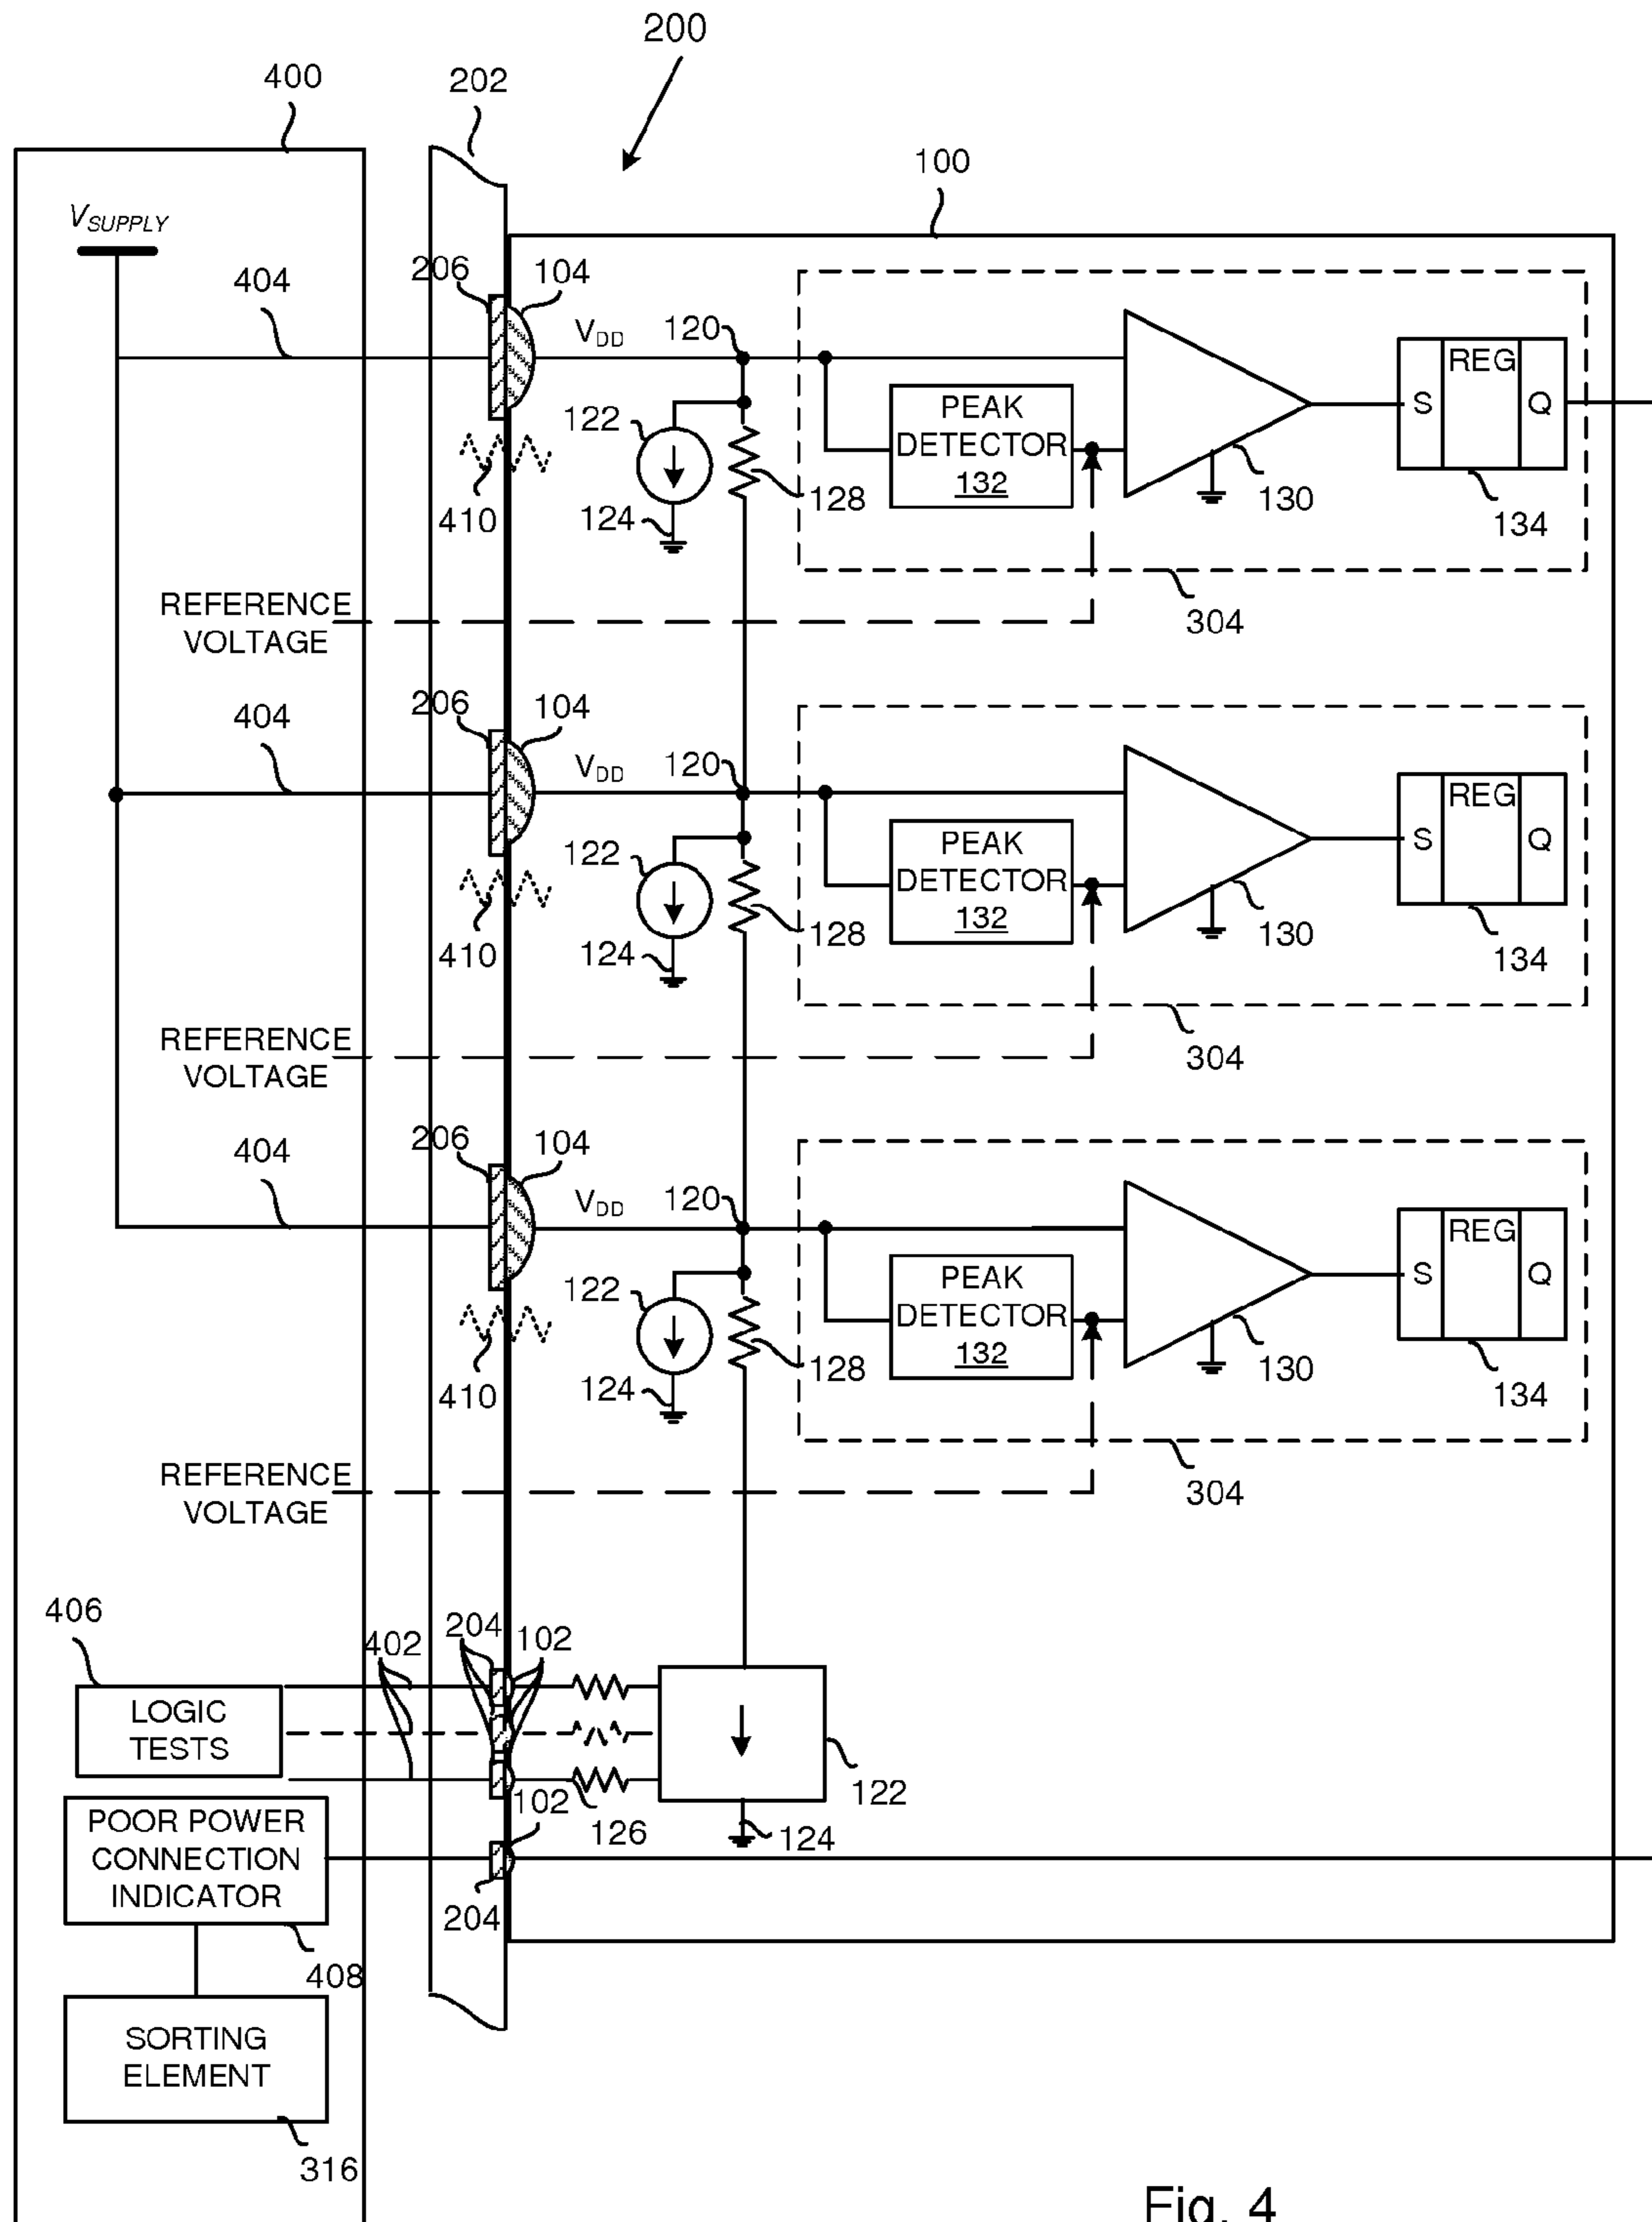 200
400
202
100
V_SUPPLY
206
104
404
V_DD
120
122
PEAK
DETECTOR
132
S
REG
Q
128
130
134
410
124
REFERENCE
VOLTAGE
304
206
104
404
V_DD
120
122
PEAK
DETECTOR
132
S
REG
Q
128
130
134
410
124
REFERENCE
VOLTAGE
304
206
104
404
V_DD
120
122
PEAK
DETECTOR
132
S
REG
Q
128
130
134
410
124
REFERENCE
VOLTAGE
304
406
402
204
102
LOGIC
TESTS
122
102
126
124
POOR POWER
CONNECTION
INDICATOR
204
408
SORTING
ELEMENT
316
Fig. 4